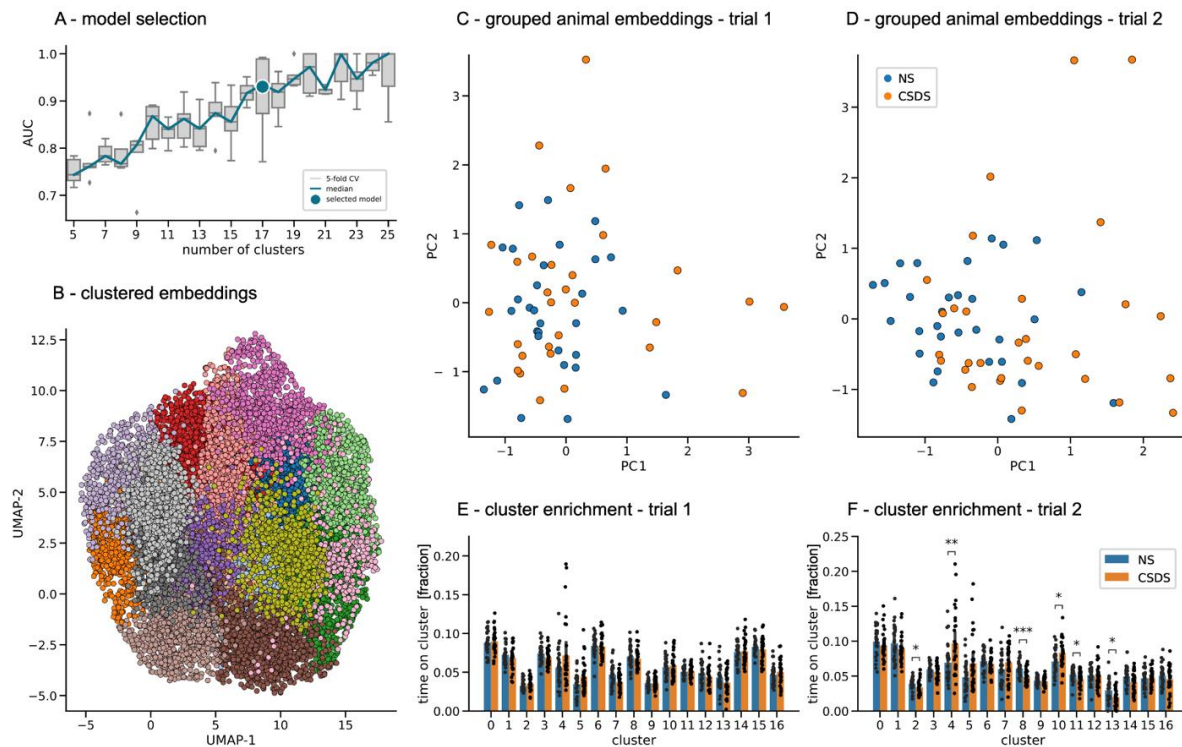 A - model selection
1.0
0.9
0.8
0.7
AUC
5 7 9 11 13 15 17 19 21 23 25
number of clusters
5-fold CV
median
selected model
B - clustered embeddings
12.5
10.0
7.5
5.0
2.5
0.0
−2.5
−5.0
UMAP-2
−5 0 5 10 15
UMAP-1
C - grouped animal embeddings - trial 1
3
2
1
0
−1
PC2
−1 0 1 2 3
PC1
D - grouped animal embeddings - trial 2
NS
CSDS
3
2
1
0
−1
PC2
−1 0 1 2
PC1
E - cluster enrichment - trial 1
0.20
0.15
0.10
0.05
0.00
time on cluster [fraction]
0 1 2 3 4 5 6 7 8 9 10 11 12 13 14 15 16
cluster
F - cluster enrichment - trial 2
0.25
0.20
0.15
0.10
0.05
0.00
time on cluster [fraction]
* ** *** * * *
NS
CSDS
0 1 2 3 4 5 6 7 8 9 10 11 12 13 14 15 16
cluster